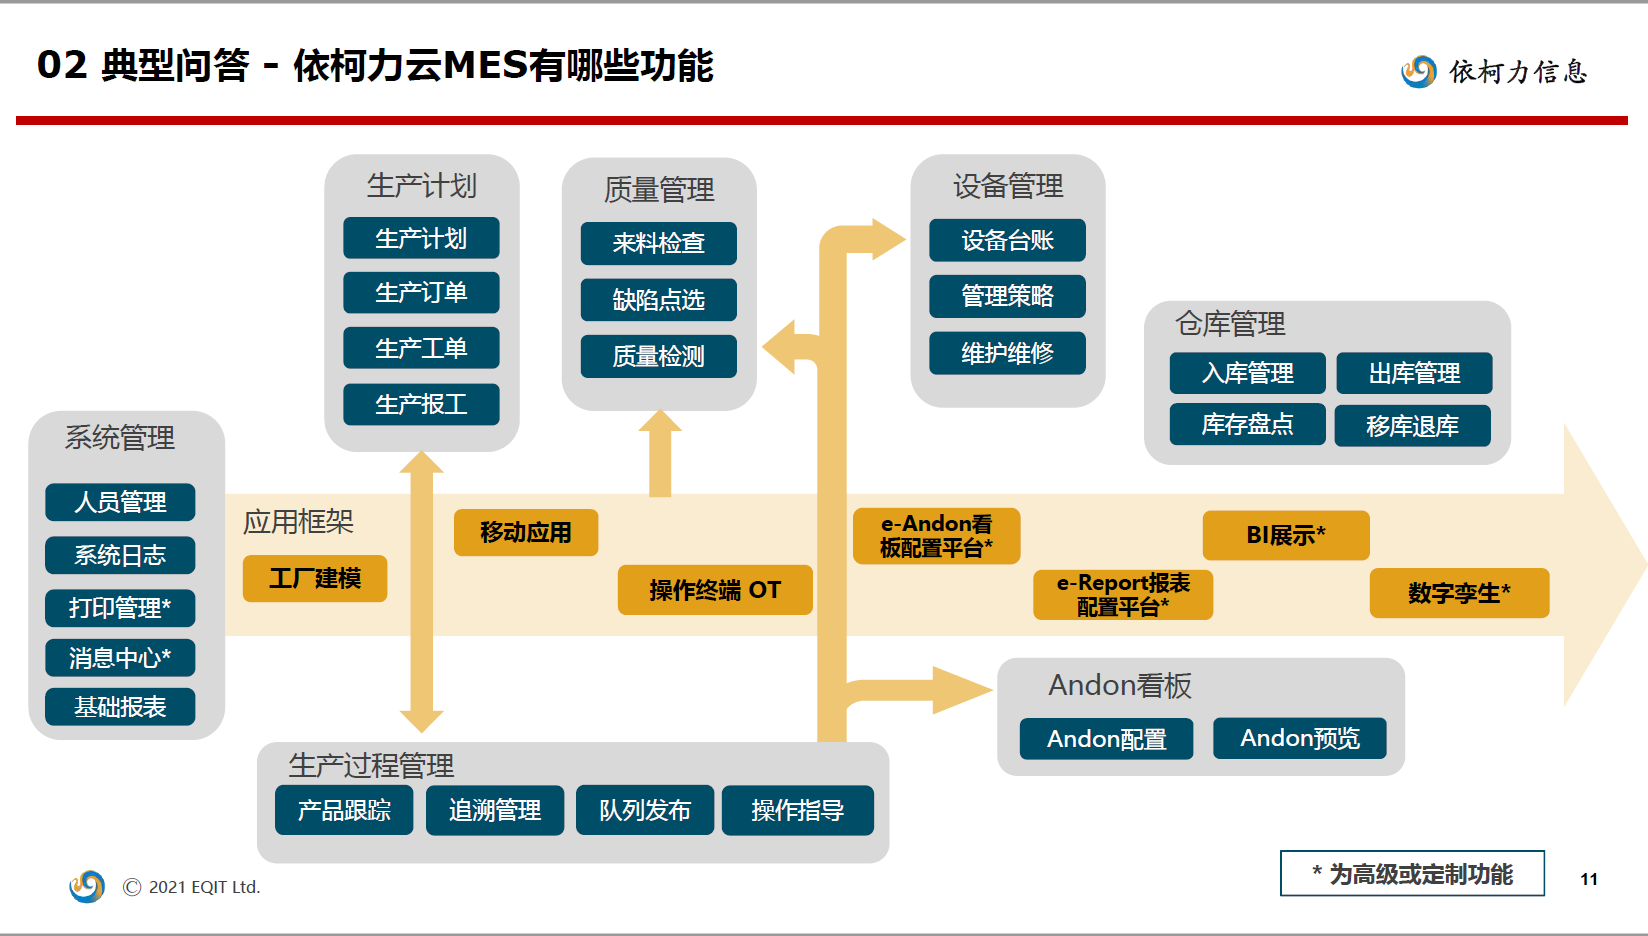 02 典型问答 – 依柯力云MES有哪些功能
依柯力信息
生产计划
生产计划
生产订单
生产工单
生产报工
质量管理
来料检查
缺陷点选
质量检测
设备管理
设备台账
管理策略
维护维修
仓库管理
入库管理
出库管理
库存盘点
移库退库
系统管理
人员管理
系统日志
打印管理*
消息中心*
基础报表
应用框架
工厂建模
移动应用
操作终端 OT
e-Andon看
板配置平台*
e-Report报表
配置平台*
BI展示*
数字孪生*
Andon看板
Andon配置
Andon预览
生产过程管理
产品跟踪
追溯管理
队列发布
操作指导
© 2021 EQIT Ltd.
* 为高级或定制功能
11